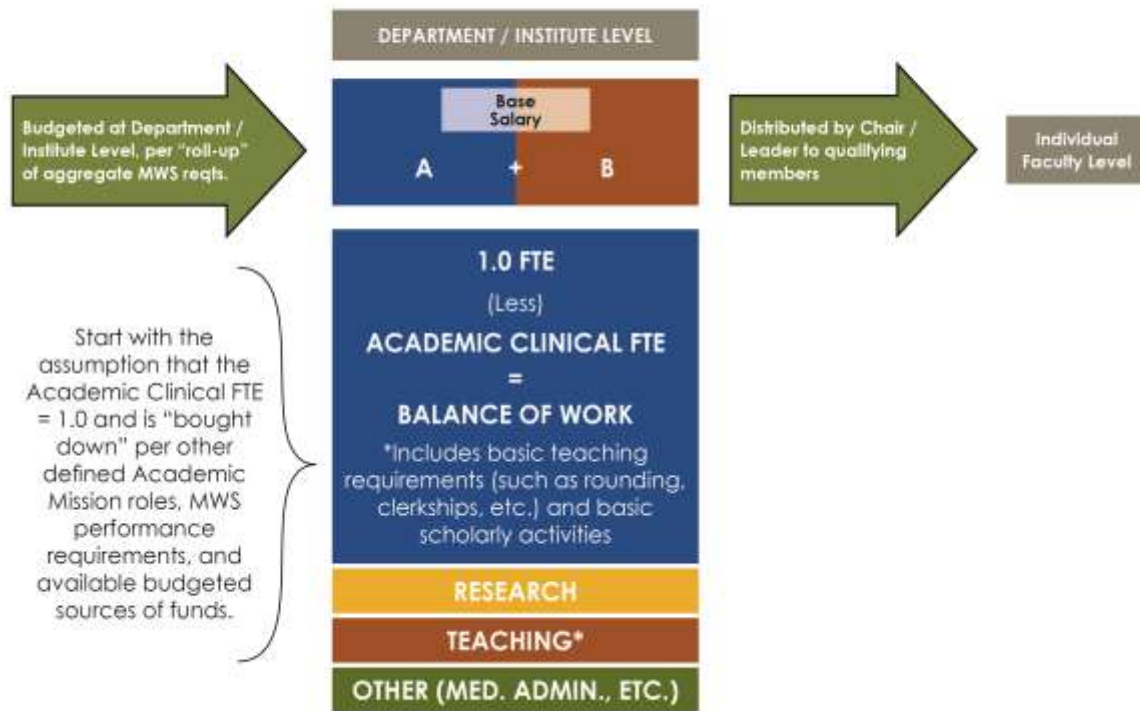 DEPARTMENT / INSTITUTE LEVEL
Budgeted at Department /
Institute Level, per “roll-up”
of aggregate MWS reqts.
Base
Salary
A + B
Distributed by Chair /
Leader to qualifying
members
Individual
Faculty Level
Start with the
assumption that the
Academic Clinical FTE
= 1.0 and is “bought
down” per other
defined Academic
Mission roles, MWS
performance
requirements, and
available budgeted
sources of funds.
1.0 FTE
(Less)
ACADEMIC CLINICAL FTE
=
BALANCE OF WORK
*Includes basic teaching
requirements (such as rounding,
clerkships, etc.) and basic
scholarly activities
RESEARCH
TEACHING*
OTHER (MED. ADMIN., ETC.)